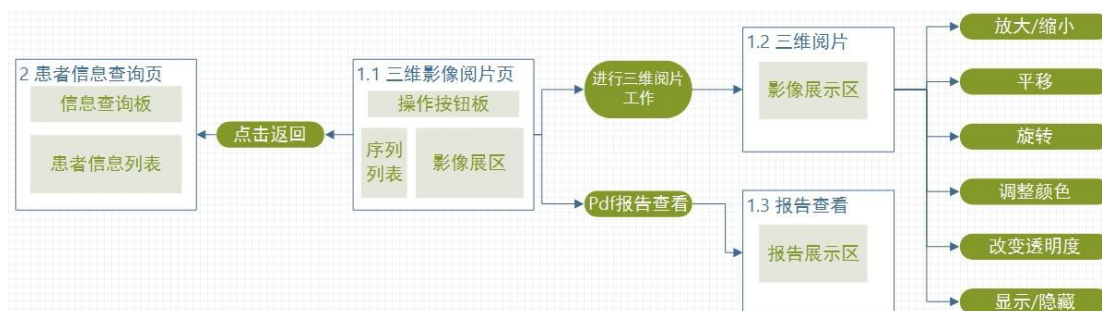 2 患者信息查询页
信息查询板
患者信息列表
点击返回
1.1 三维影像阅片页
操作按钮板
序列
列表
影像展区
进行三维阅片
工作
Pdf报告查看
1.2 三维阅片
影像展示区
1.3 报告查看
报告展示区
放大/缩小
平移
旋转
调整颜色
改变透明度
显示/隐藏